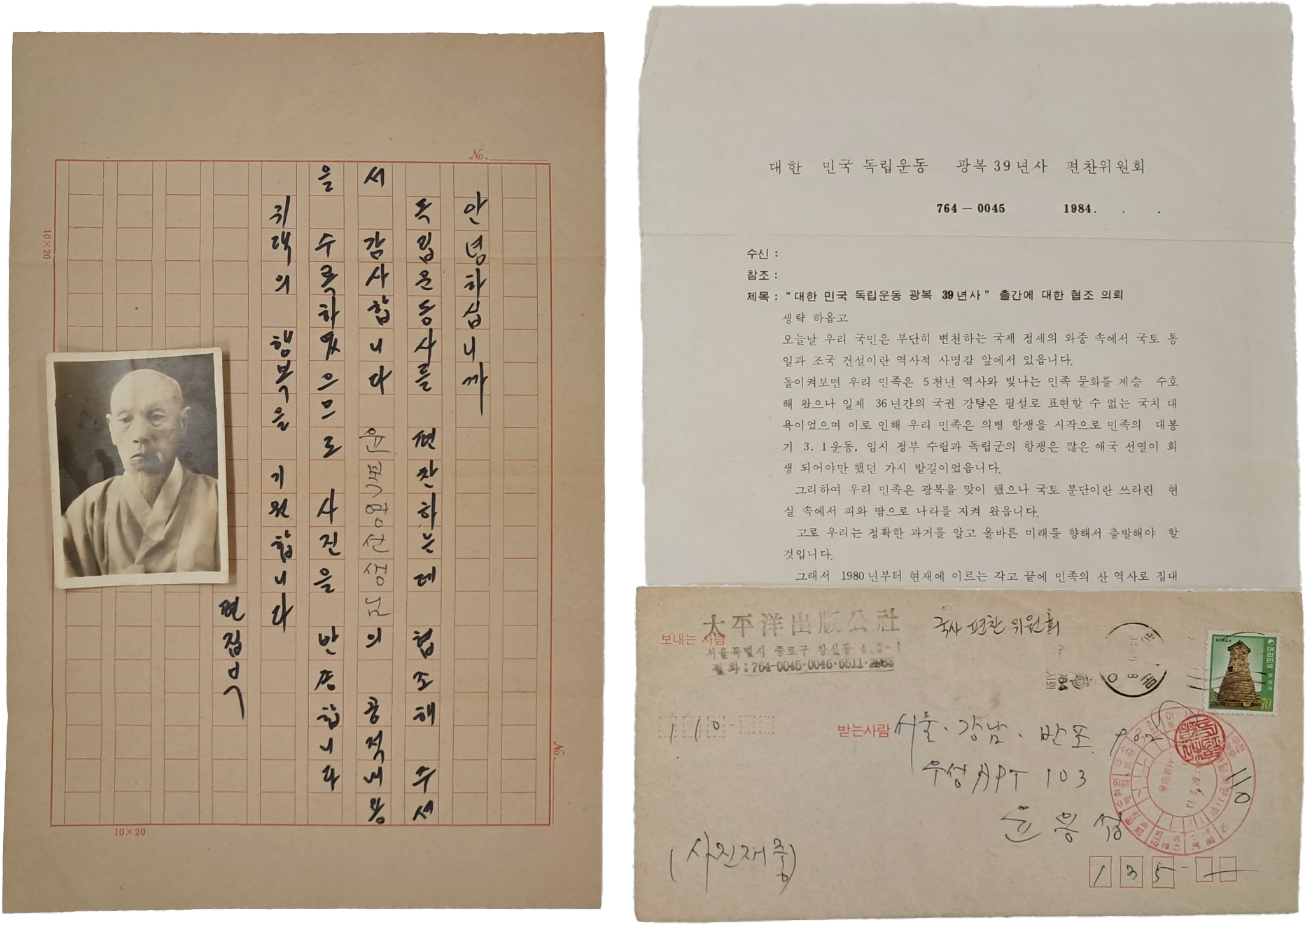 No.
10×20
안녕하십니까
독립운동사를 편찬하는데 협조해 주셔
서 감사합니다 윤복영선생님의 공적내용
을 수록하였으므로 사진을 반송합니다
귀댁의 행복을 기원합니다
편집부
10×20
No.
대한 민국 독립운동 광복 39년사 편찬위원회
764-0045 1984. . .
수신 :
참조 :
제목 : "대한 민국 독립운동 광복 39년사" 출간에 대한 협조 의뢰
생략 하옵고
오늘날 우리 국민은 부단히 변천하는 국제 정세의 와중 속에서 국토 통
일과 조국 건설이란 역사적 사명감 앞에서 있읍니다.
돌이켜보면 우리 민족은 5천년 역사와 빛나는 민족 문화를 계승 수호
해 왔으나 일제 36년간의 국권 강탈은 필설로 표현할 수 없는 국치 대
욕이었으며 이로 인해 우리 민족은 의병 항쟁을 시작으로 민족의 대봉
기 3.1운동, 임시 정부 수립과 독립군의 항쟁은 많은 애국 선열이 희
생 되어야만 했던 가시 밭길이었읍니다.
그리하여 우리 민족은 광복을 맞이 했으나 국토 분단이란 쓰라린 현
실 속에서 피와 땀으로 나라를 지켜 왔읍니다.
고로 우리는 정확한 과거를 알고 올바른 미래를 향해서 출발해야 할
것입니다.
그래서 1980년부터 현재에 이르는 각고 끝에 민족의 산 역사로 집대
보내는 사람
太平洋出版公社
서울특별시 종로구 창신동
전화 : 764-0045·0046·6511
국사 편찬 위원회
대한민국
70
110-
받는사람
서울·강남·반포
우성APT 103
윤
(사진재중)
135-